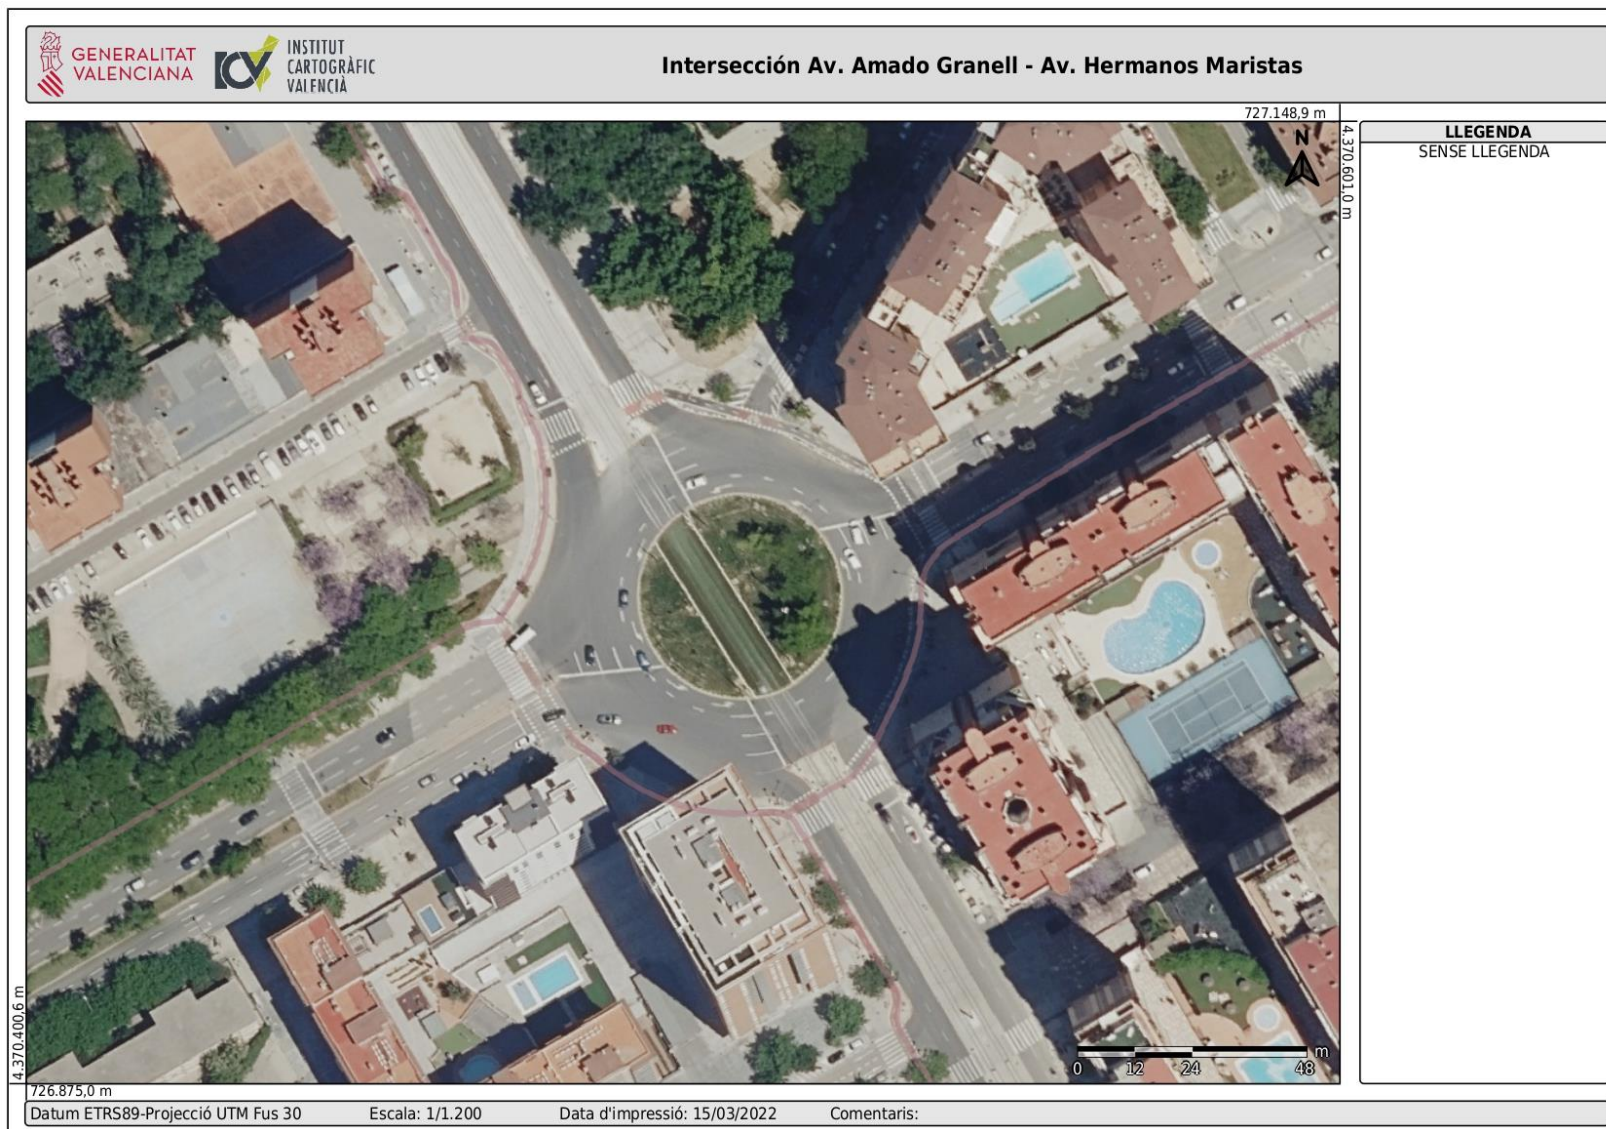 GENERALITAT
VALENCIANA
ICV
INSTITUT
CARTOGRÀFIC
VALENCIÀ
Intersección Av. Amado Granell - Av. Hermanos Maristas
727.148,9 m
4.370.601,0 m
N
LLEGENDA
SENSE LLEGENDA
4.370.400,6 m
726.875,0 m
0 12 24 48 m
Datum ETRS89-Projecció UTM Fus 30 Escala: 1/1.200 Data d'impressió: 15/03/2022 Comentaris: